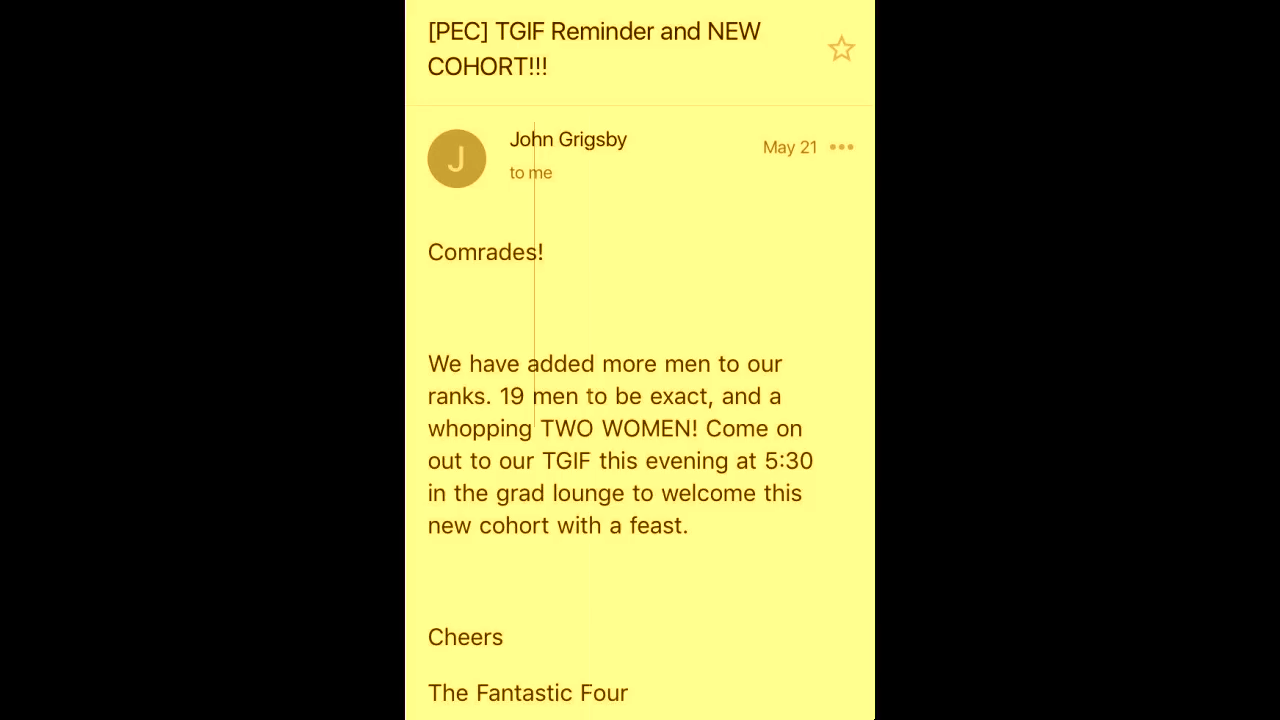 [PEC] TGIF Reminder and NEW
COHORT!!!
J
John Grigsby
May 21
to me
Comrades!
We have added more men to our
ranks. 19 men to be exact, and a
whopping TWO WOMEN! Come on
out to our TGIF this evening at 5:30
in the grad lounge to welcome this
new cohort with a feast.
Cheers
The Fantastic Four